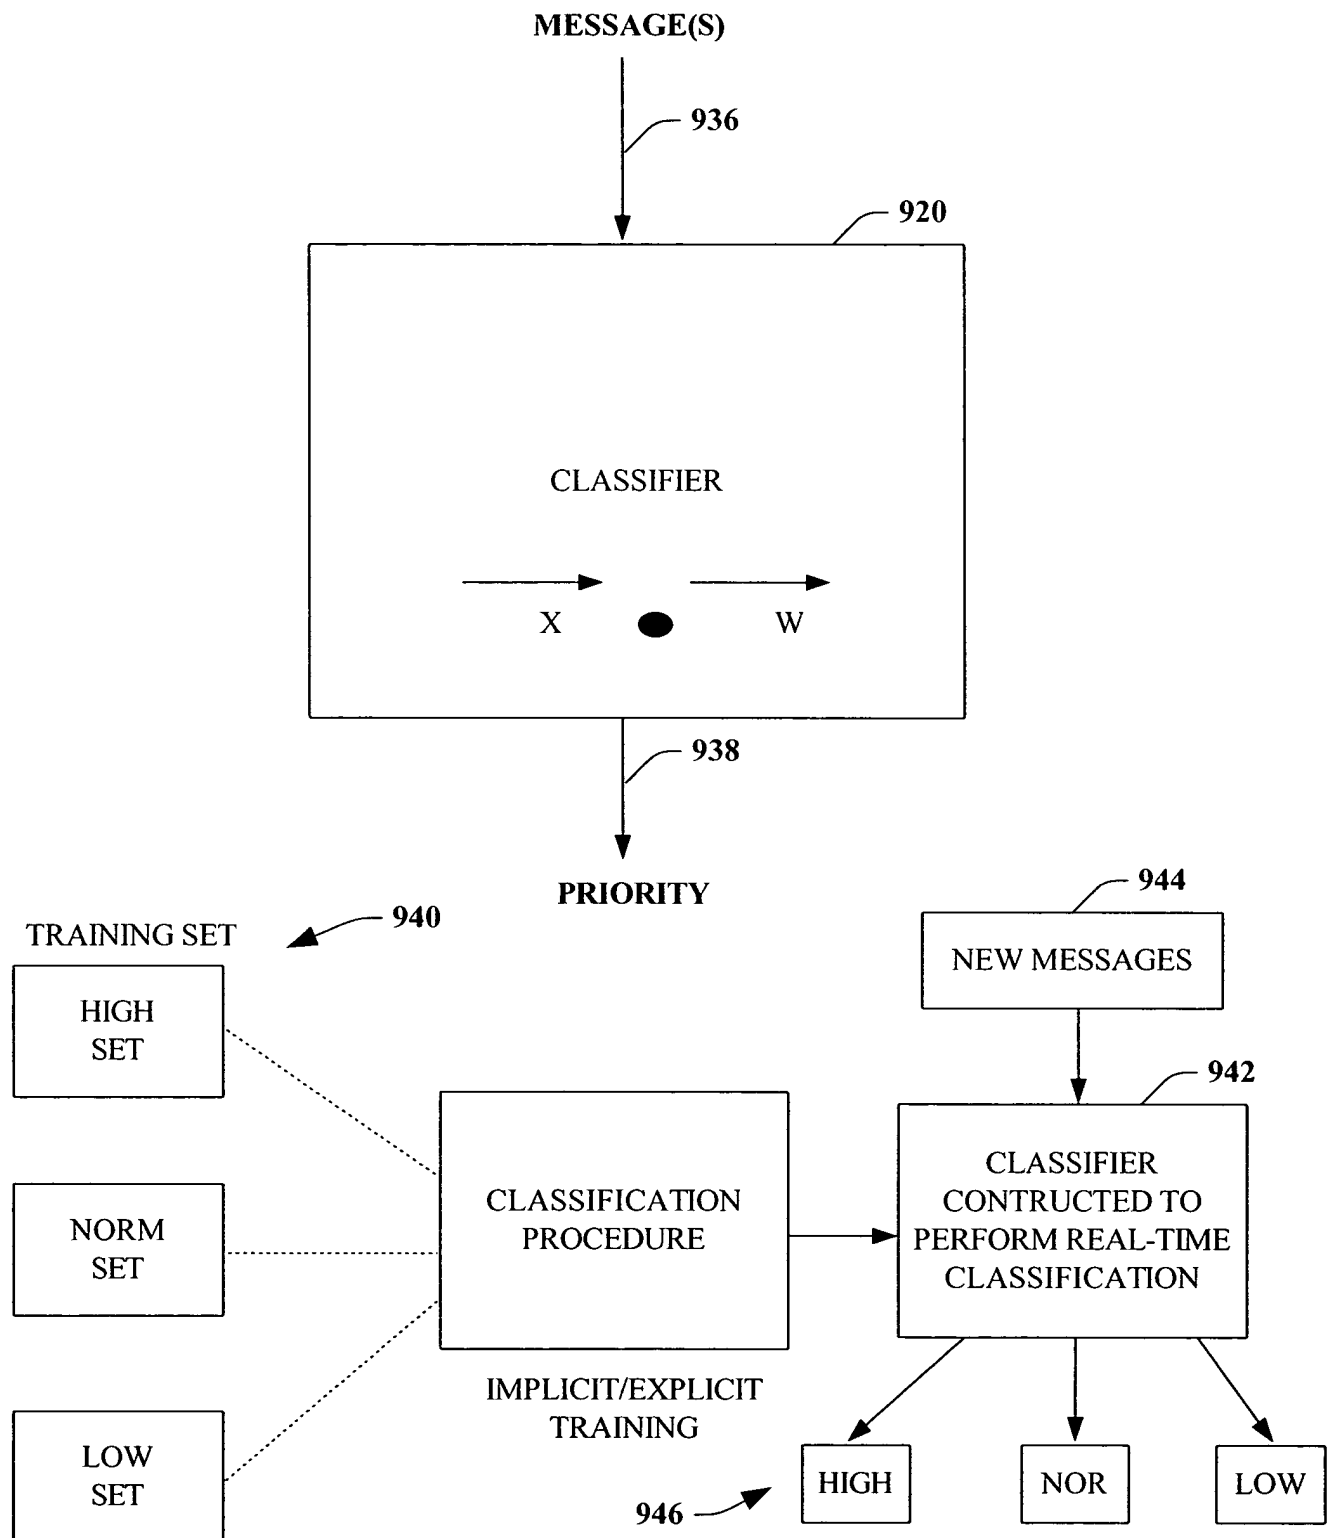 MESSAGE(S)
936
920
CLASSIFIER
X
W
938
PRIORITY
944
940
TRAINING SET
NEW MESSAGES
HIGH
SET
942
CLASSIFIER
CONTRUCTED TO
PERFORM REAL-TIME
CLASSIFICATION
CLASSIFICATION
PROCEDURE
NORM
SET
IMPLICIT/EXPLICIT
TRAINING
LOW
SET
HIGH
NOR
LOW
946